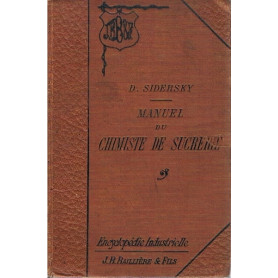 D. SIDERSKY
MANUEL
DU
CHIMISTE DE SUCRERIE
Encyclopédie Industrielle
J. B. BAILLIÈRE & FILS